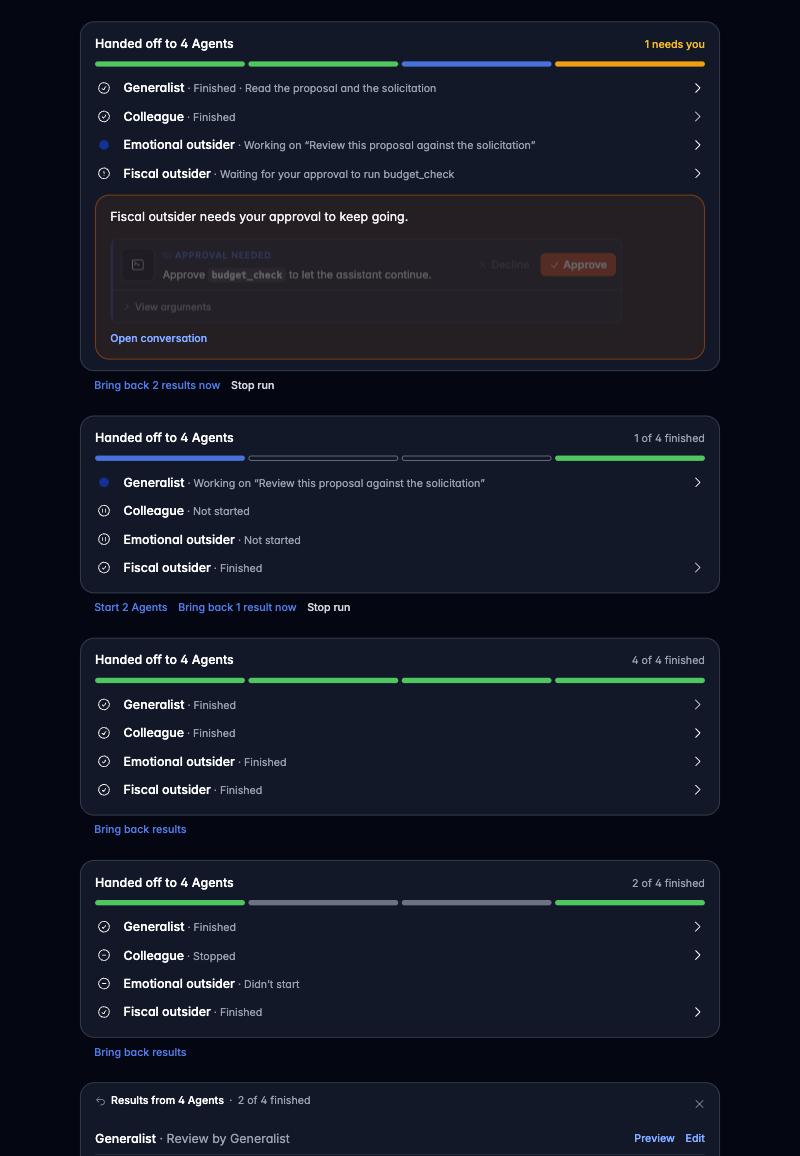 Handed off to 4 Agents 1 needs you
Generalist · Finished · Read the proposal and the solicitation
Colleague · Finished
Emotional outsider · Working on “Review this proposal against the solicitation”
Fiscal outsider · Waiting for your approval to run budget_check
Fiscal outsider needs your approval to keep going.
APPROVAL NEEDED
Approve budget_check to let the assistant continue.
Decline Approve
View arguments
Open conversation
Bring back 2 results now Stop run
Handed off to 4 Agents 1 of 4 finished
Generalist · Working on “Review this proposal against the solicitation”
Colleague · Not started
Emotional outsider · Not started
Fiscal outsider · Finished
Start 2 Agents Bring back 1 result now Stop run
Handed off to 4 Agents 4 of 4 finished
Generalist · Finished
Colleague · Finished
Emotional outsider · Finished
Fiscal outsider · Finished
Bring back results
Handed off to 4 Agents 2 of 4 finished
Generalist · Finished
Colleague · Stopped
Emotional outsider · Didn’t start
Fiscal outsider · Finished
Bring back results
Results from 4 Agents · 2 of 4 finished
Generalist · Review by Generalist Preview Edit